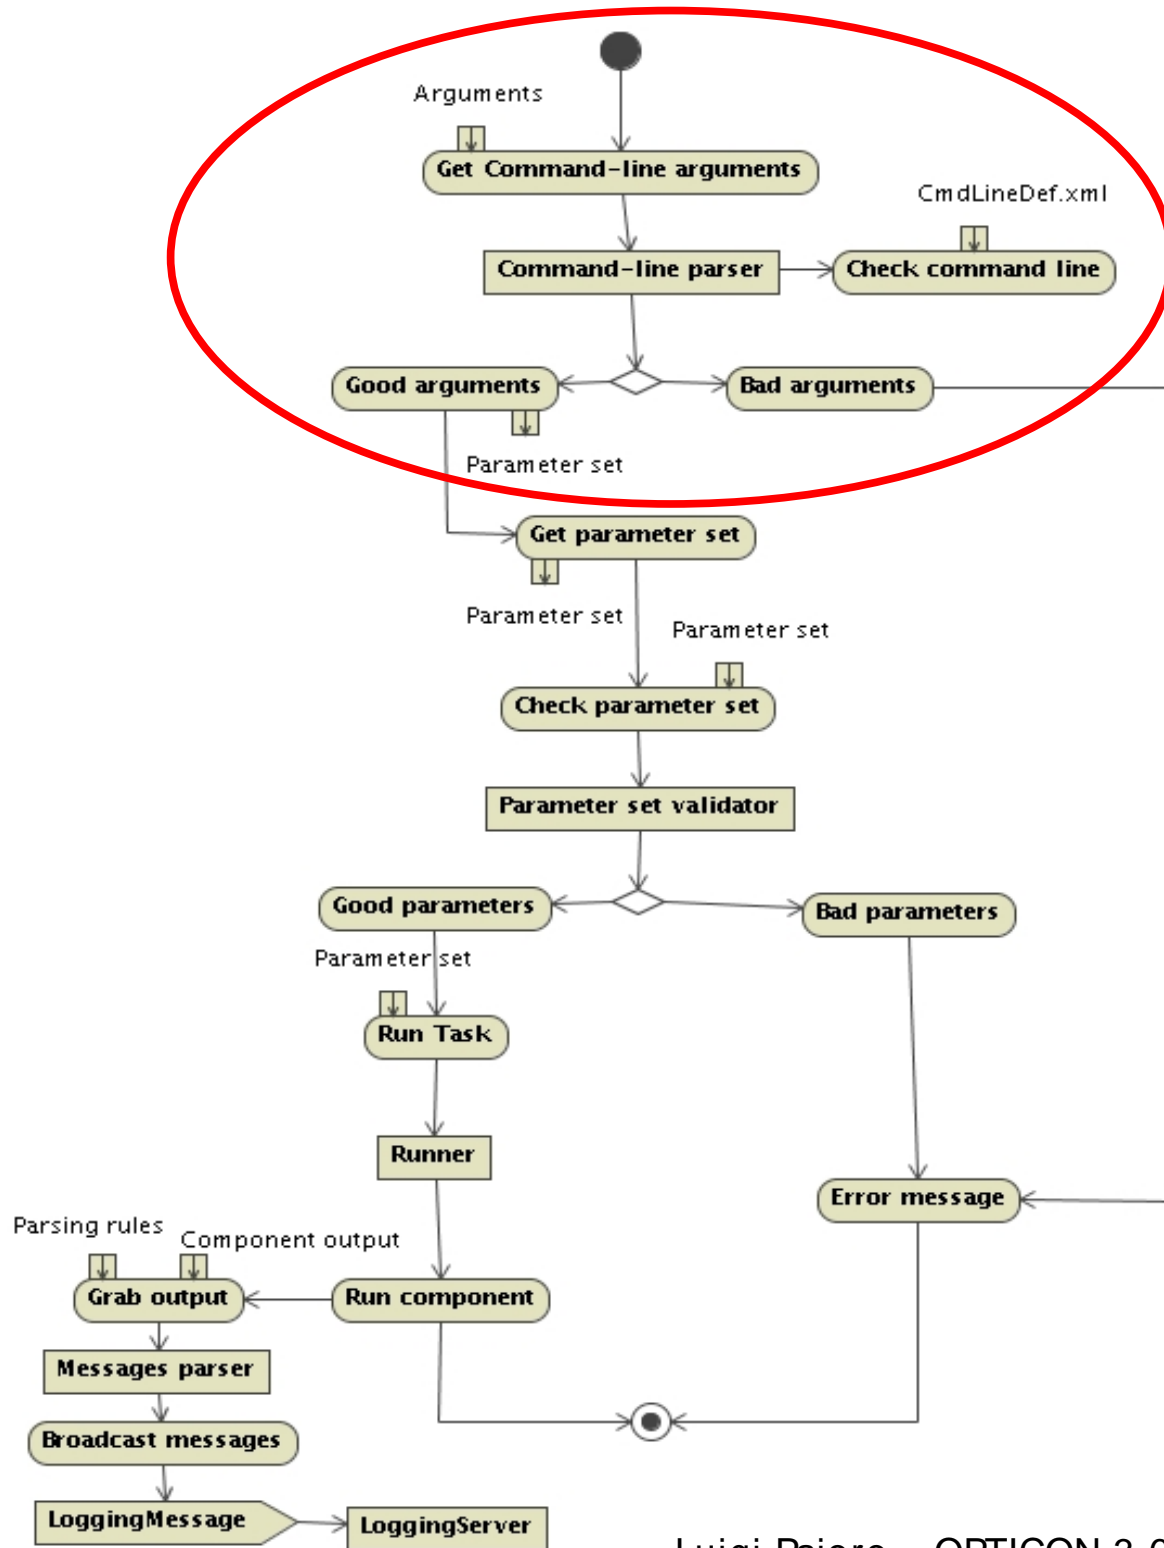 Arguments
Get Command-line arguments
CmdLineDef.xml
Command-line parser
Check command line
Good arguments
Bad arguments
Parameter set
Get parameter set
Parameter set
Parameter set
Check parameter set
Parameter set validator
Good parameters
Bad parameters
Parameter set
Run Task
Runner
Error message
Parsing rules
Component output
Grab output
Run component
Messages parser
Broadcast messages
LoggingMessage
LoggingServer